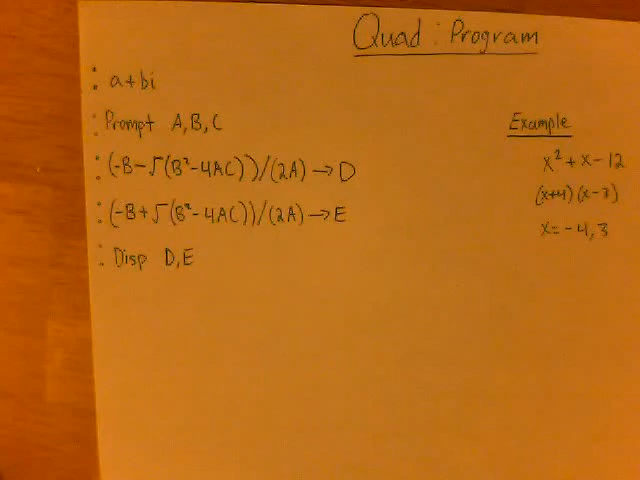 Quad : Program
: a+bi
: Prompt A,B,C
: (-B-√(B²-4AC))/(2A)→D
: (-B+√(B²-4AC))/(2A)→E
: Disp D,E
Example
x²+x-12
(x+4)(x-3)
x=-4,3